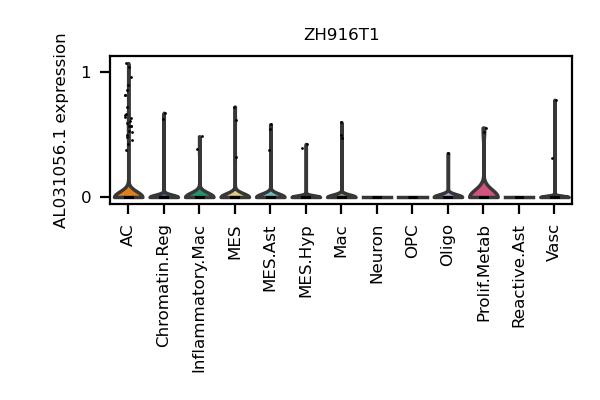 ZH916T1
AL031056.1 expression
1
0
AC
Chromatin.Reg
Inflammatory.Mac
MES
MES.Ast
MES.Hyp
Mac
Neuron
OPC
Oligo
Prolif.Metab
Reactive.Ast
Vasc